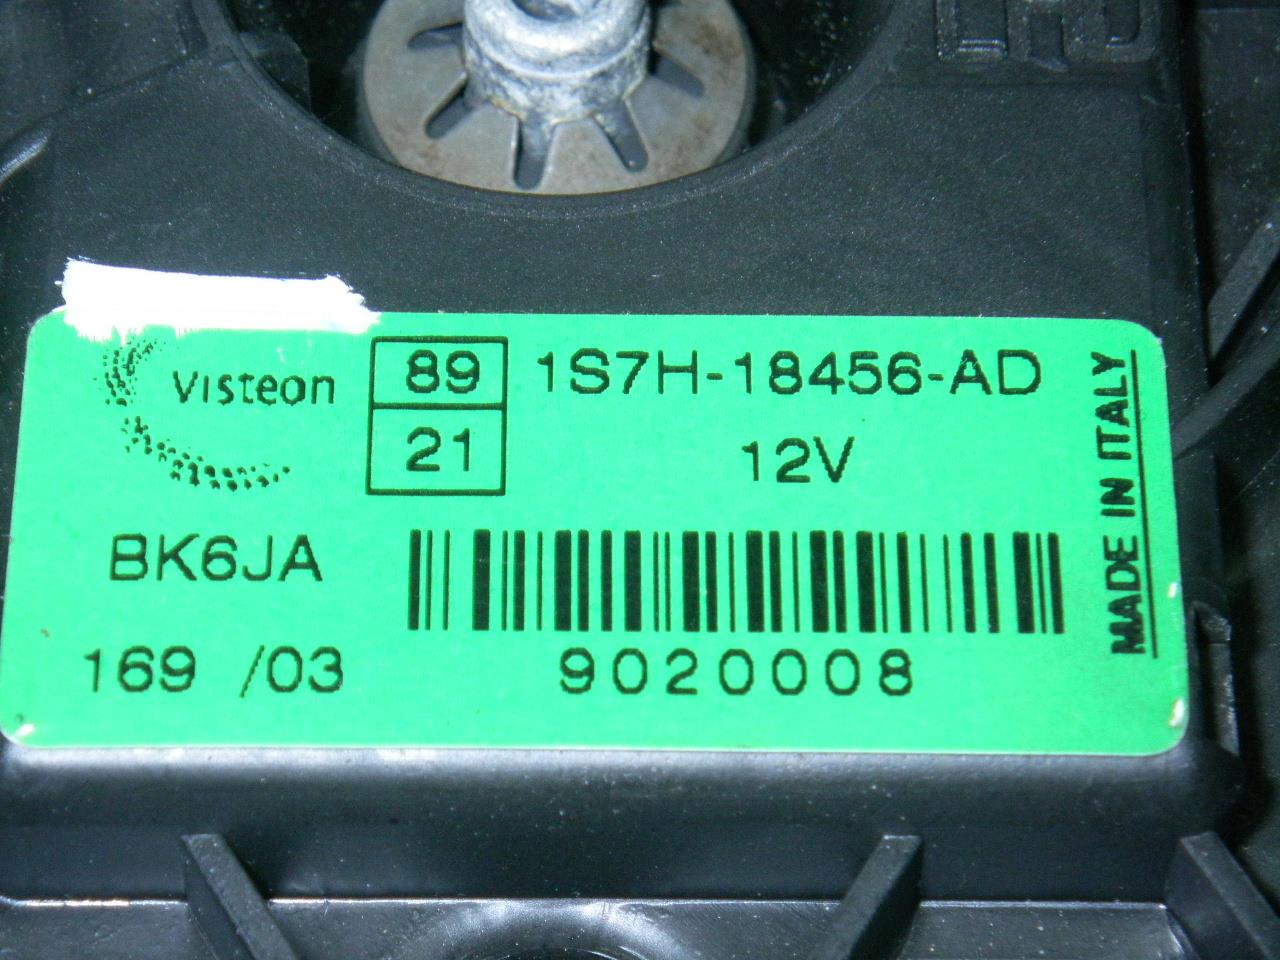 visteon
89
21
1S7H-18456-AD
12V
MADE IN ITALY
BK6JA
169 /03
9020008